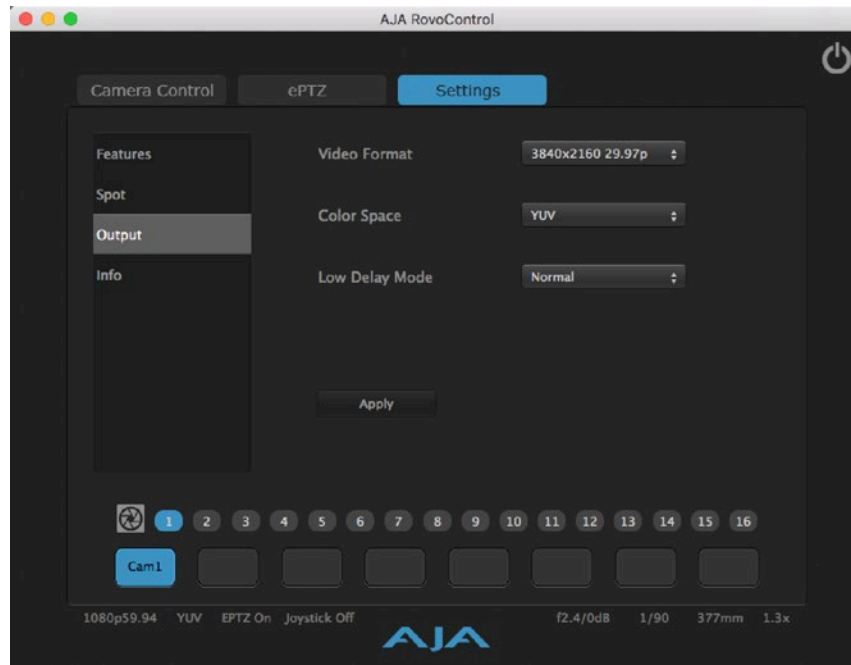 AJA RovoControl
Camera Control ePTZ Settings
Features
Spot
Output
Info
Video Format 3840x2160 29.97p
Color Space YUV
Low Delay Mode Normal
Apply
1 2 3 4 5 6 7 8 9 10 11 12 13 14 15 16
Cam1
1080p59.94 YUV EPTZ On Joystick Off f2.4/0dB 1/90 377mm 1.3x
AJA